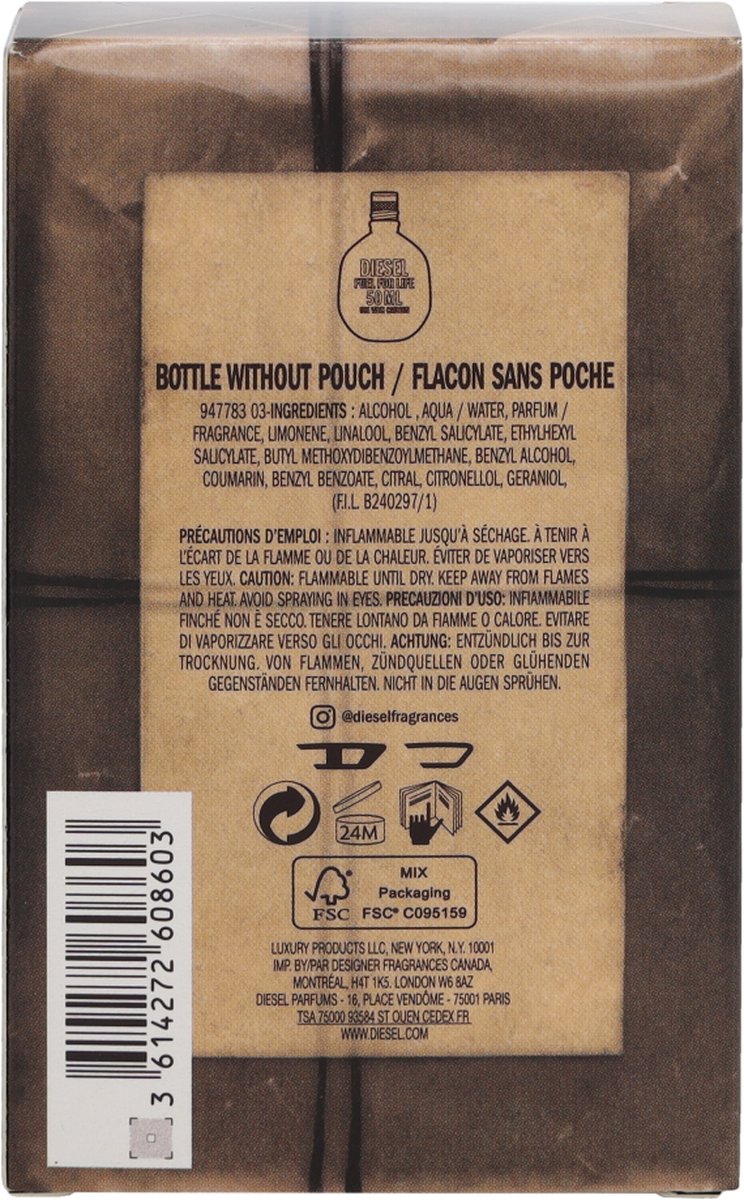 DIESEL
FUEL FOR LIFE
50 ML
BOTTLE WITHOUT POUCH / FLACON SANS POCHE
947783 03-INGREDIENTS : ALCOHOL , AQUA / WATER, PARFUM /
FRAGRANCE, LIMONENE, LINALOOL, BENZYL SALICYLATE, ETHYLHEXYL
SALICYLATE, BUTYL METHOXYDIBENZOYLMETHANE, BENZYL ALCOHOL,
COUMARIN, BENZYL BENZOATE, CITRAL, CITRONELLOL, GERANIOL,
(F.I.L. B240297/1)
PRÉCAUTIONS D'EMPLOI : INFLAMMABLE JUSQU'À SÉCHAGE. À TENIR À
L'ÉCART DE LA FLAMME OU DE LA CHALEUR. ÉVITER DE VAPORISER VERS
LES YEUX. CAUTION: FLAMMABLE UNTIL DRY. KEEP AWAY FROM FLAMES
AND HEAT. AVOID SPRAYING IN EYES. PRECAUZIONI D'USO: INFIAMMABILE
FINCHÉ NON È SECCO. TENERE LONTANO DA FIAMME O CALORE. EVITARE
DI VAPORIZZARE VERSO GLI OCCHI. ACHTUNG: ENTZÜNDLICH BIS ZUR
TROCKNUNG. VON FLAMMEN, ZÜNDQUELLEN ODER GLÜHENDEN
GEGENSTÄNDEN FERNHALTEN. NICHT IN DIE AUGEN SPRÜHEN.
@dieselfragrances
24M
MIX
Packaging
FSC® C095159
FSC
LUXURY PRODUCTS LLC, NEW YORK, N.Y. 10001
IMP. BY/PAR DESIGNER FRAGRANCES CANADA,
MONTRÉAL, H4T 1K5. LONDON W6 8AZ
DIESEL PARFUMS - 16, PLACE VENDÔME - 75001 PARIS
TSA 75000 93584 ST OUEN CEDEX FR
WWW.DIESEL.COM
3 614272 608603